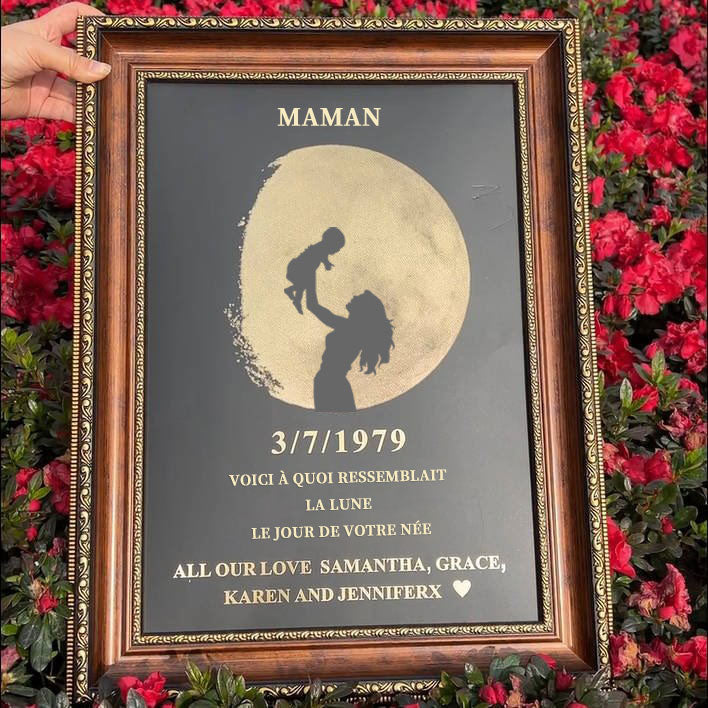 MAMAN
3/7/1979
VOICI À QUOI RESSEMBLAIT
LA LUNE
LE JOUR DE VOTRE NÉE
ALL OUR LOVE SAMANTHA, GRACE,
KAREN AND JENNIFERX ♥